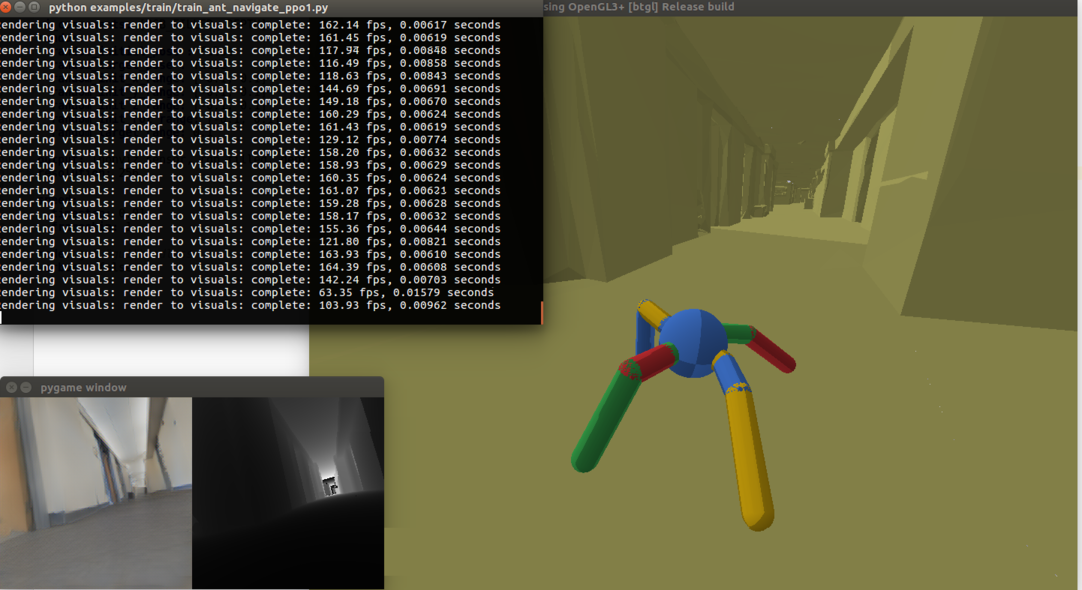 python examples/train/train_ant_navigate_ppo1.py
sing OpenGL3+ [btgl] Release build
endering visuals: render to visuals: complete: 162.14 fps, 0.00617 seconds
endering visuals: render to visuals: complete: 161.45 fps, 0.00619 seconds
endering visuals: render to visuals: complete: 117.94 fps, 0.00848 seconds
endering visuals: render to visuals: complete: 116.49 fps, 0.00858 seconds
endering visuals: render to visuals: complete: 118.63 fps, 0.00843 seconds
endering visuals: render to visuals: complete: 144.69 fps, 0.00691 seconds
endering visuals: render to visuals: complete: 149.18 fps, 0.00670 seconds
endering visuals: render to visuals: complete: 160.29 fps, 0.00624 seconds
endering visuals: render to visuals: complete: 161.43 fps, 0.00619 seconds
endering visuals: render to visuals: complete: 129.12 fps, 0.00774 seconds
endering visuals: render to visuals: complete: 158.20 fps, 0.00632 seconds
endering visuals: render to visuals: complete: 158.93 fps, 0.00629 seconds
endering visuals: render to visuals: complete: 160.35 fps, 0.00624 seconds
endering visuals: render to visuals: complete: 161.07 fps, 0.00621 seconds
endering visuals: render to visuals: complete: 159.28 fps, 0.00628 seconds
endering visuals: render to visuals: complete: 158.17 fps, 0.00632 seconds
endering visuals: render to visuals: complete: 155.36 fps, 0.00644 seconds
endering visuals: render to visuals: complete: 121.80 fps, 0.00821 seconds
endering visuals: render to visuals: complete: 163.93 fps, 0.00610 seconds
endering visuals: render to visuals: complete: 164.39 fps, 0.00608 seconds
endering visuals: render to visuals: complete: 142.24 fps, 0.00703 seconds
endering visuals: render to visuals: complete: 63.35 fps, 0.01579 seconds
endering visuals: render to visuals: complete: 103.93 fps, 0.00962 seconds
pygame window